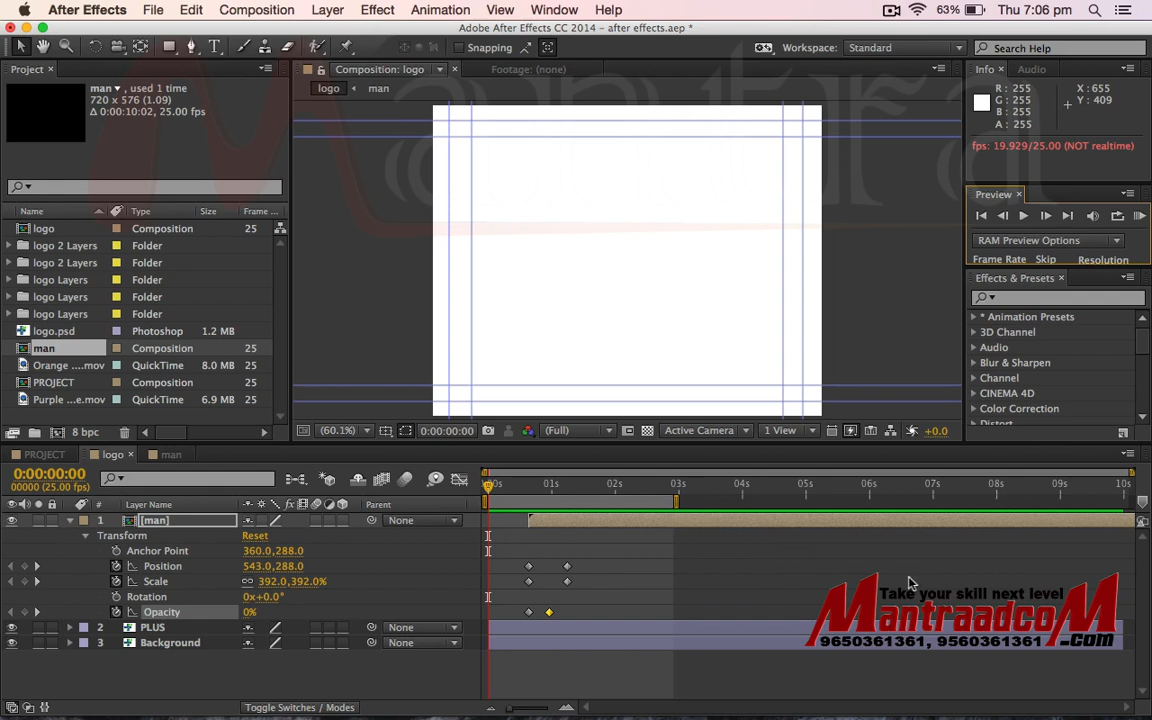 After Effects File Edit Composition Layer Effect Animation View Window Help 63% Thu 7:06 pm
Adobe After Effects CC 2014 - after effects.aep *
Snapping Workspace: Standard Search Help
Project Composition: logo Footage: (none) Info Audio
man , used 1 time
720 x 576 (1.09)
Δ 0:00:10:02, 25.00 fps
logo man
R : 255 X : 655
G : 255 Y : 409
B : 255
A : 255
fps: 19.929/25.00 (NOT realtime)
Preview
RAM Preview Options
Frame Rate Skip Resolution
Name Type Size Frame ...
logo Composition 25
logo 2 Layers Folder
logo 2 Layers Folder
logo Layers Folder
logo Layers Folder
logo Layers Folder
logo.psd Photoshop 1.2 MB
man Composition 25
Orange ....mov QuickTime 8.0 MB 25
PROJECT Composition 25
Purple ...e.mov QuickTime 6.9 MB 25
Effects & Presets
* Animation Presets
3D Channel
Audio
Blur & Sharpen
Channel
CINEMA 4D
Color Correction
Distort
8 bpc
(60.1%) 0:00:00:00 (Full) Active Camera 1 View +0.0
PROJECT logo man
0:00:00:00
00000 (25.00 fps)
:00s 01s 02s 03s 04s 05s 06s 07s 08s 09s 10s
# Layer Name Parent
1 [man] None
Transform Reset
Anchor Point 360.0,288.0
Position 543.0,288.0
Scale 392.0,392.0%
Rotation 0x+0.0°
Opacity 0%
2 PLUS None
3 Background None
Toggle Switches / Modes
Take your skill next level
MantraadcoM
9650361361, 9560361361 .com